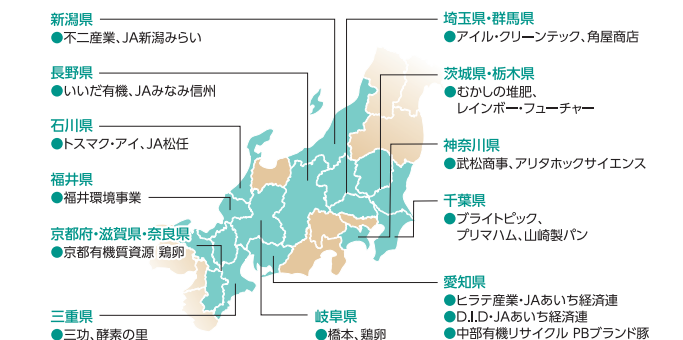 新潟県
●不二産業、JA新潟みらい
長野県
●いいだ有機、JAみなみ信州
石川県
●トスマク・アイ、JA松任
福井県
●福井環境事業
京都府・滋賀県・奈良県
●京都有機質資源 鶏卵
三重県
●三功、酵素の里
岐阜県
●橋本、鶏卵
埼玉県・群馬県
●アイル・クリーンテック、角屋商店
茨城県・栃木県
●むかしの堆肥、
レインボー・フューチャー
神奈川県
●武松商事、アリタホックサイエンス
千葉県
●ブライトピック、
プリマハム、山崎製パン
愛知県
●ヒラテ産業・JAあいち経済連
●D.I.D・JAあいち経済連
●中部有機リサイクル PBブランド豚